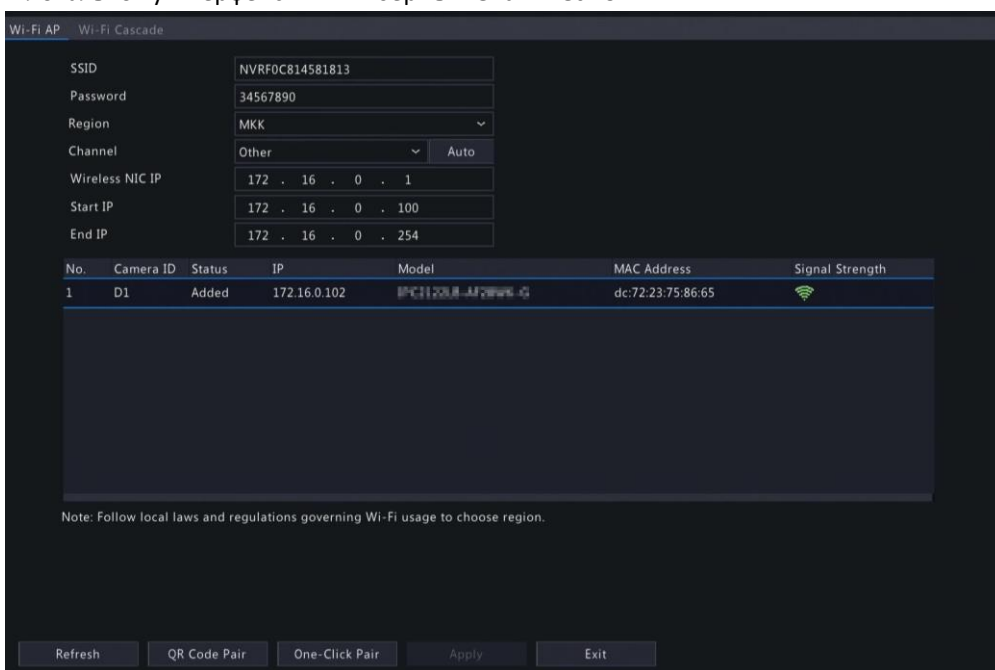 Wi-Fi AP Wi-Fi Cascade
SSID NVRF0C814581813
Password 34567890
Region MKK
Channel Other Auto
Wireless NIC IP 172 . 16 . 0 . 1
Start IP 172 . 16 . 0 . 100
End IP 172 . 16 . 0 . 254
No. Camera ID Status IP Model MAC Address Signal Strength
1 D1 Added 172.16.0.102 dc:72:23:75:86:65
Note: Follow local laws and regulations governing Wi-Fi usage to choose region.
Refresh QR Code Pair One-Click Pair Apply Exit